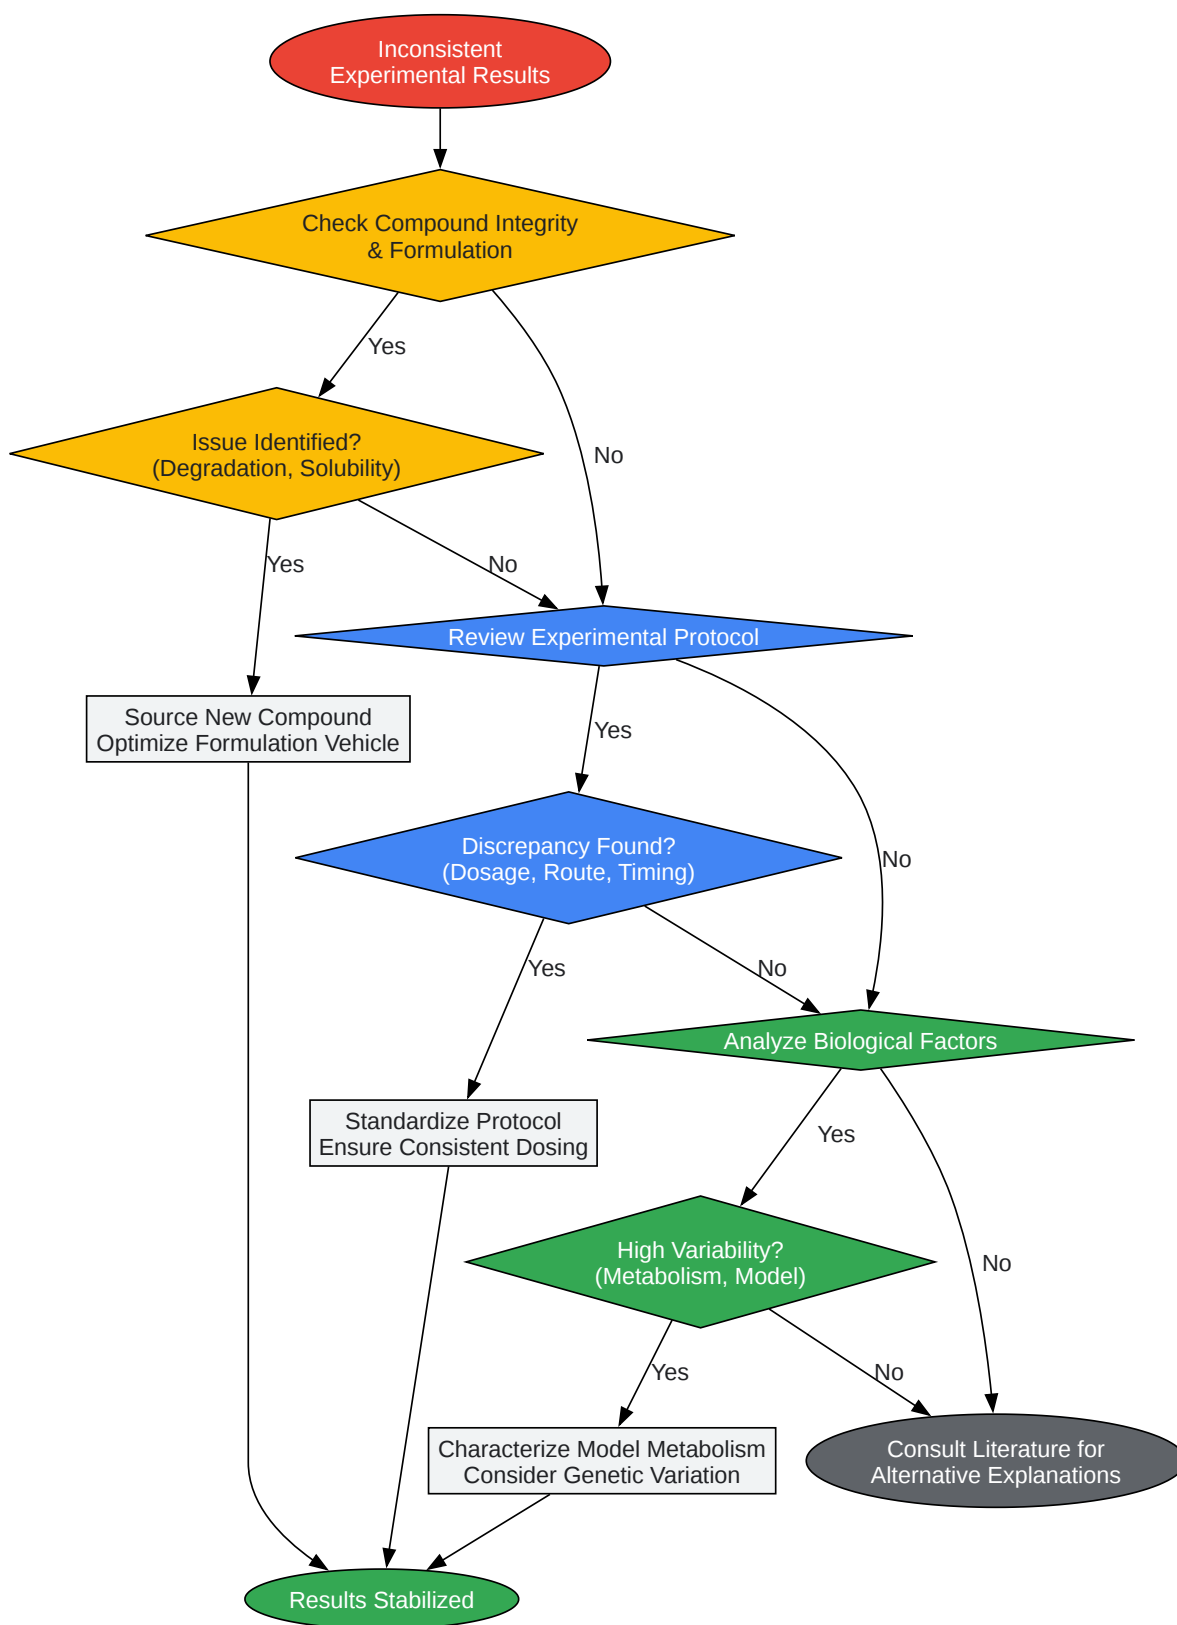 Inconsistent
Experimental Results
Check Compound Integrity
& Formulation
Yes
No
Issue Identified?
(Degradation, Solubility)
Yes
No
Review Experimental Protocol
Source New Compound
Optimize Formulation Vehicle
Yes
No
Discrepancy Found?
(Dosage, Route, Timing)
Yes
No
Analyze Biological Factors
Standardize Protocol
Ensure Consistent Dosing
Yes
No
High Variability?
(Metabolism, Model)
Yes
No
Characterize Model Metabolism
Consider Genetic Variation
Consult Literature for
Alternative Explanations
Results Stabilized